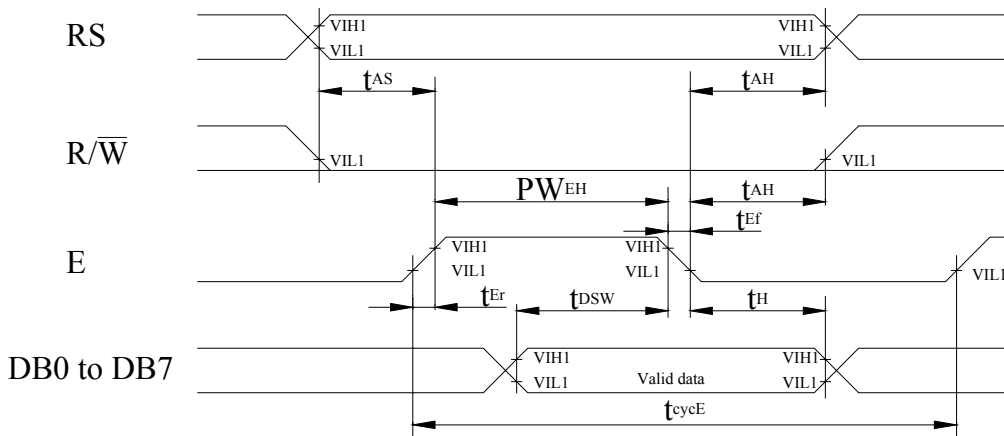 RS
VIH1 VIH1
VIL1 VIL1
tAS tAH
R/W̅
VIL1 VIL1
PWEH tAH
tEf
E
VIH1 VIH1
VIL1 VIL1 VIL1
tEr tDSW tH
DB0 to DB7
VIH1 VIH1
VIL1 Valid data VIL1
tcycE